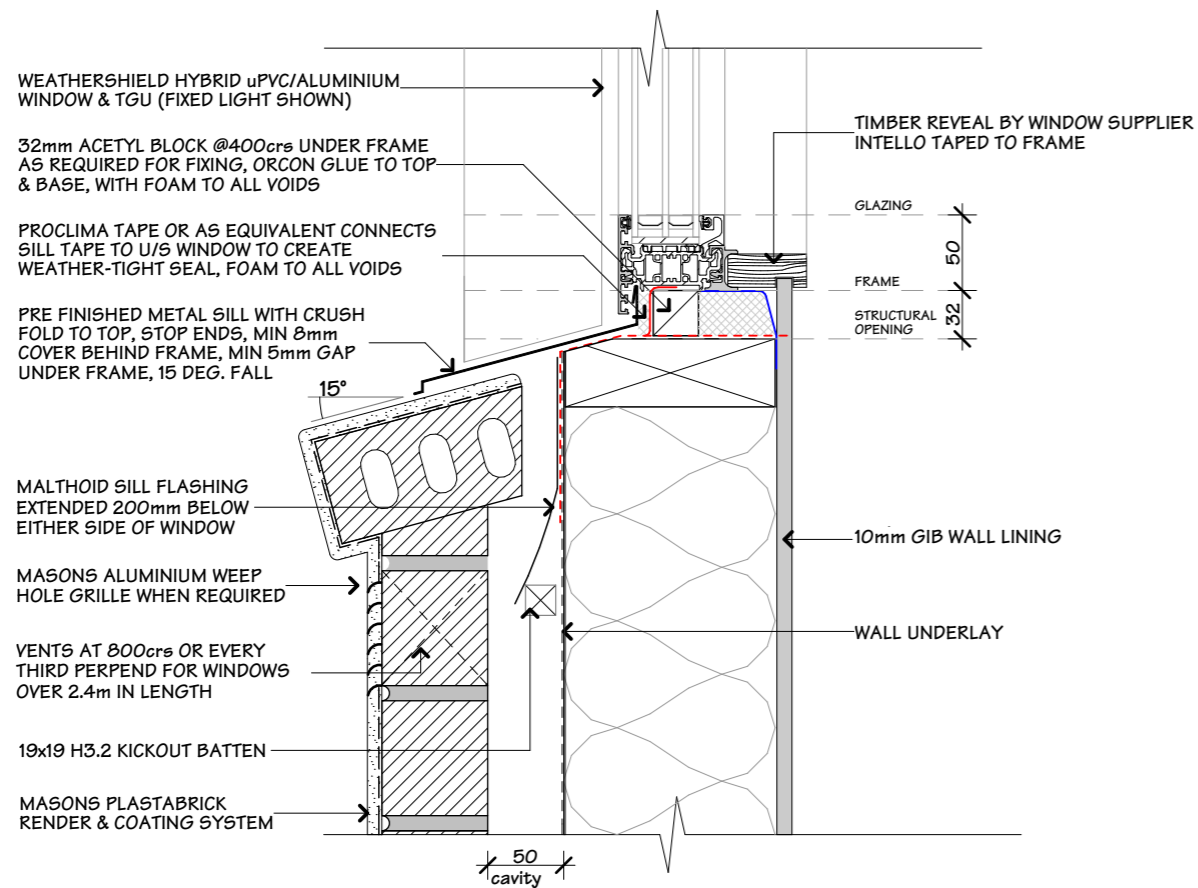 WEATHERSHIELD HYBRID uPVC/ALUMINIUM
WINDOW & TGU (FIXED LIGHT SHOWN)
32mm ACETYL BLOCK @400crs UNDER FRAME
AS REQUIRED FOR FIXING, ORCON GLUE TO TOP
& BASE, WITH FOAM TO ALL VOIDS
PROCLIMA TAPE OR AS EQUIVALENT CONNECTS
SILL TAPE TO U/S WINDOW TO CREATE
WEATHER-TIGHT SEAL, FOAM TO ALL VOIDS
PRE FINISHED METAL SILL WITH CRUSH
FOLD TO TOP, STOP ENDS, MIN 8mm
COVER BEHIND FRAME, MIN 5mm GAP
UNDER FRAME, 15 DEG. FALL
15°
MALTHOID SILL FLASHING
EXTENDED 200mm BELOW
EITHER SIDE OF WINDOW
MASONS ALUMINIUM WEEP
HOLE GRILLE WHEN REQUIRED
VENTS AT 800crs OR EVERY
THIRD PERPEND FOR WINDOWS
OVER 2.4m IN LENGTH
19x19 H3.2 KICKOUT BATTEN
MASONS PLASTABRICK
RENDER & COATING SYSTEM
50
cavity
TIMBER REVEAL BY WINDOW SUPPLIER
INTELLO TAPED TO FRAME
GLAZING
50
FRAME
STRUCTURAL
OPENING
32
10mm GIB WALL LINING
WALL UNDERLAY